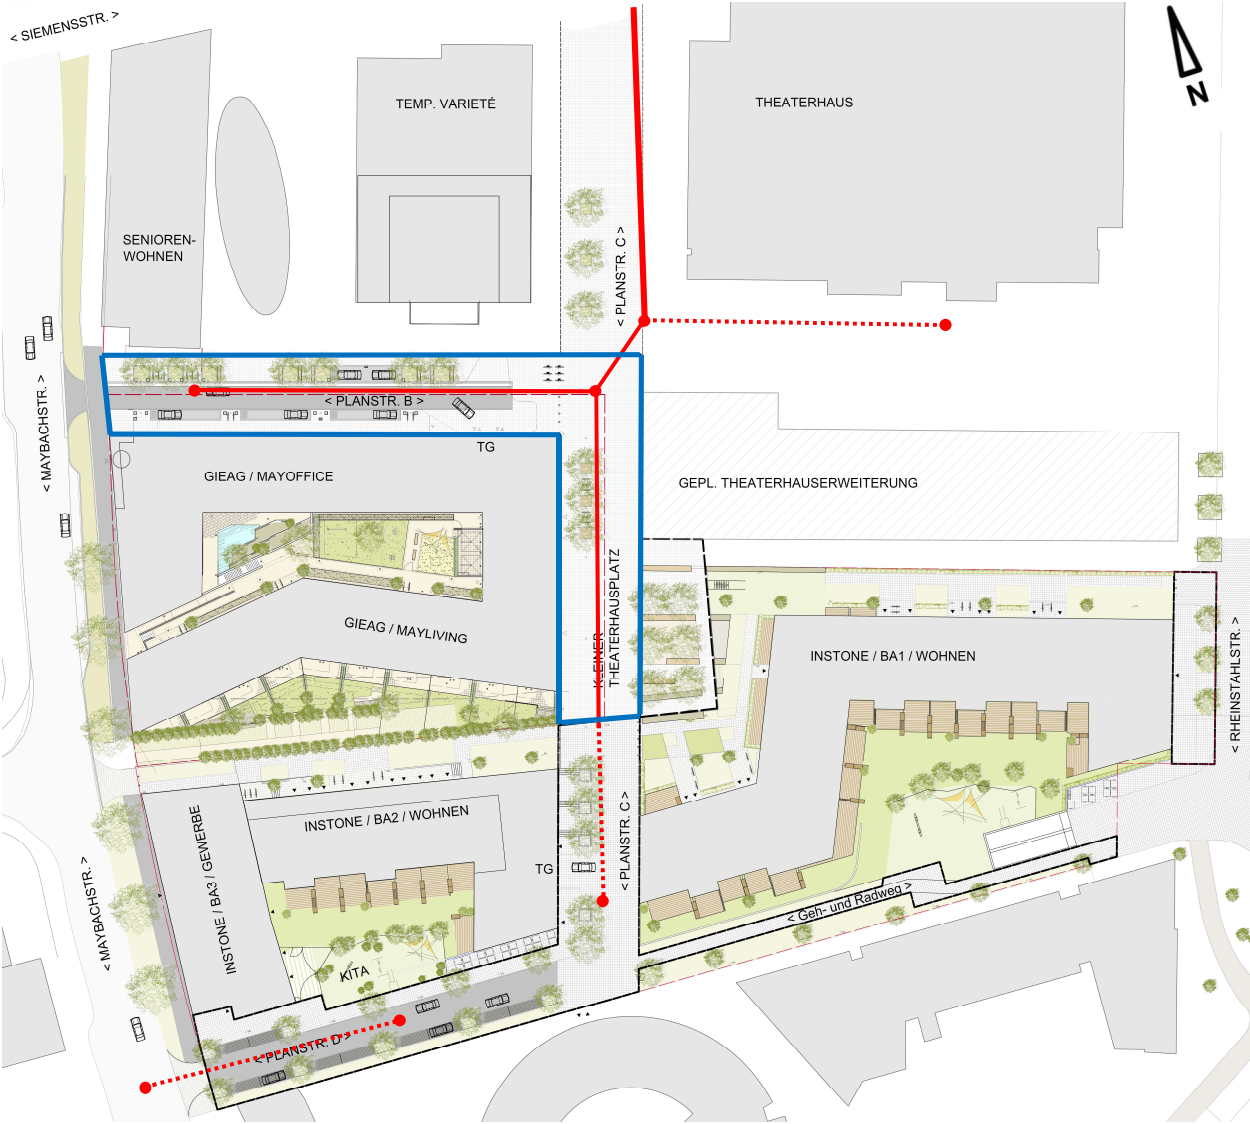 < SIEMENSSTR. >
TEMP. VARIETÉ
THEATERHAUS
N
SENIOREN-
WOHNEN
< PLANSTR. C >
< MAYBACHSTR. >
< PLANSTR. B >
TG
GIEAG / MAYOFFICE
GEPL. THEATERHAUSERWEITERUNG
KLEINER
THEATERHAUSPLATZ
GIEAG / MAYLIVING
INSTONE / BA1 / WOHNEN
< RHEINSTAHLSTR. >
INSTONE / BA2 / WOHNEN
INSTONE / BA3 / GEWERBE
TG
< PLANSTR. C >
< MAYBACHSTR. >
< Geh- und Radweg >
KITA
< PLANSTR. D >